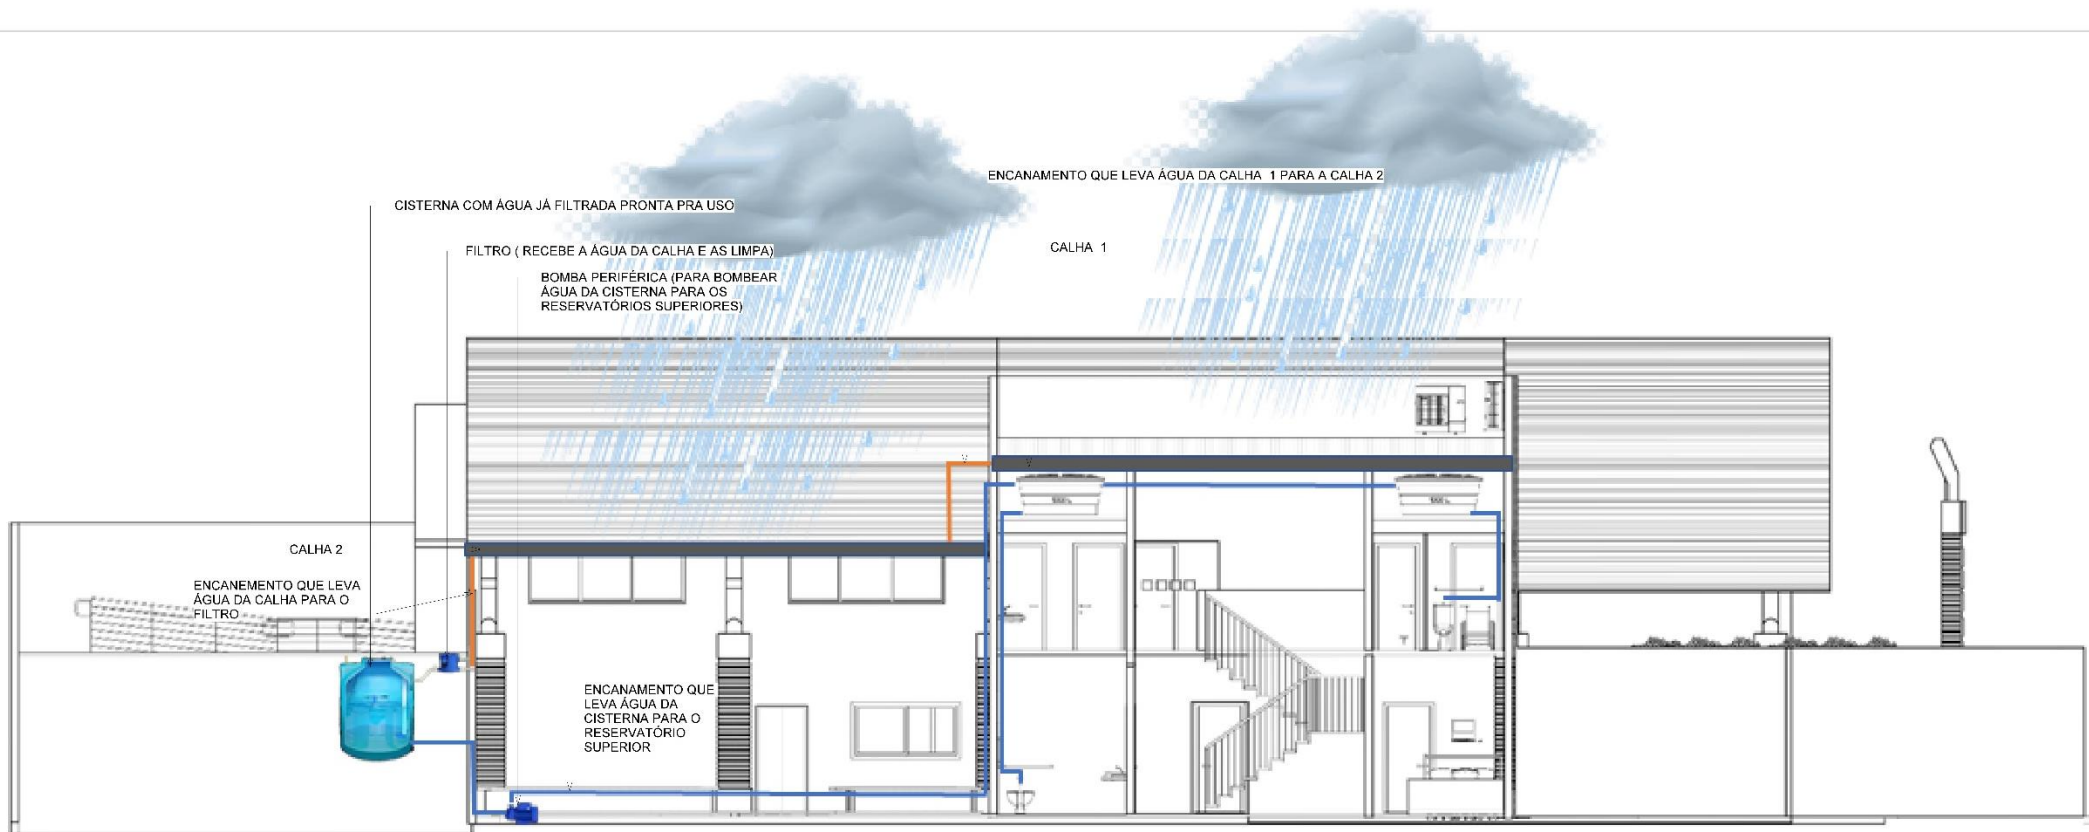 ENCANAMENTO QUE LEVA ÁGUA DA CALHA 1 PARA A CALHA 2
CISTERNA COM ÁGUA JÁ FILTRADA PRONTA PRA USO
CALHA 1
FILTRO ( RECEBE A ÁGUA DA CALHA E AS LIMPA)
BOMBA PERIFÉRICA (PARA BOMBEAR
ÁGUA DA CISTERNA PARA OS
RESERVATÓRIOS SUPERIORES)
CALHA 2
ENCANEMENTO QUE LEVA
ÁGUA DA CALHA PARA O
FILTRO
ENCANAMENTO QUE
LEVA ÁGUA DA
CISTERNA PARA O
RESERVATÓRIO
SUPERIOR